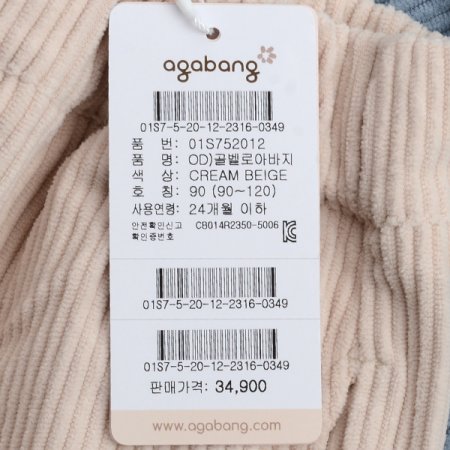 agabang
01S7-5-20-12-2316-0349
품 번: 01S752012
품 명: OD)골벨로아바지
색 상: CREAM BEIGE
호 칭: 90 (90~120)
사용연령: 24개월 이하
안전확인신고 CB014R2350-5006
확인증번호
01S7-5-20-12-2316-0349
01S7-5-20-12-2316-0349
판매가격: 34,900
www.agabang.com